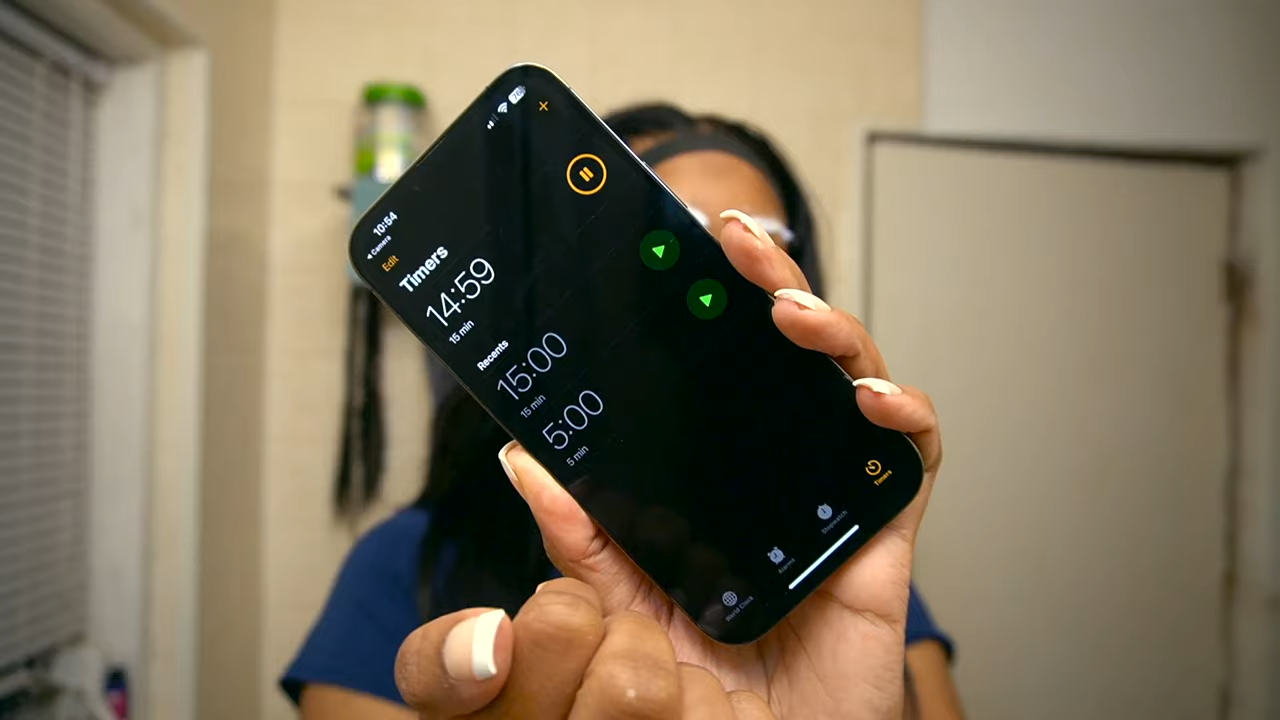 10:54
◀ Camera
Edit
Timers
14:59
15 min
Recents
15:00
15 min
5:00
5 min
World Clock
Alarms
Stopwatch
Timers